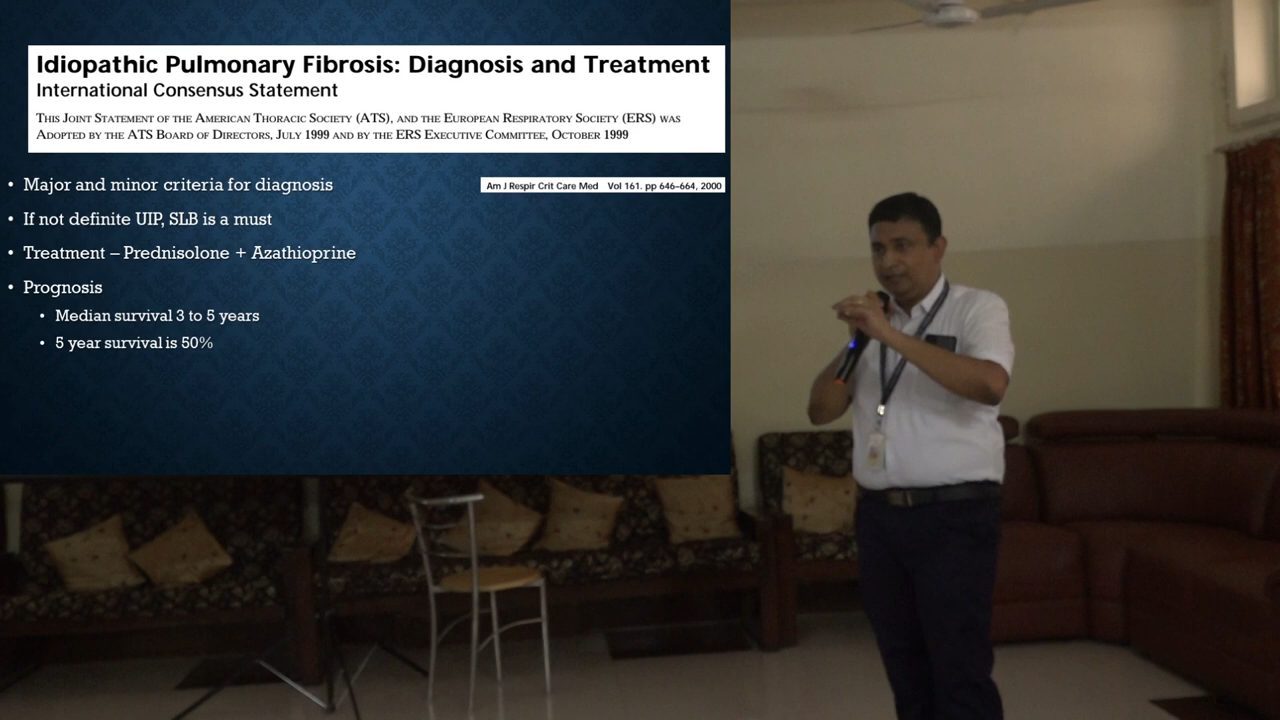 Idiopathic Pulmonary Fibrosis: Diagnosis and Treatment
International Consensus Statement
THIS JOINT STATEMENT OF THE AMERICAN THORACIC SOCIETY (ATS), AND THE EUROPEAN RESPIRATORY SOCIETY (ERS) WAS
ADOPTED BY THE ATS BOARD OF DIRECTORS, JULY 1999 AND BY THE ERS EXECUTIVE COMMITTEE, OCTOBER 1999
Am J Respir Crit Care Med Vol 161. pp 646–664, 2000
• Major and minor criteria for diagnosis
• If not definite UIP, SLB is a must
• Treatment – Prednisolone + Azathioprine
• Prognosis
• Median survival 3 to 5 years
• 5 year survival is 50%